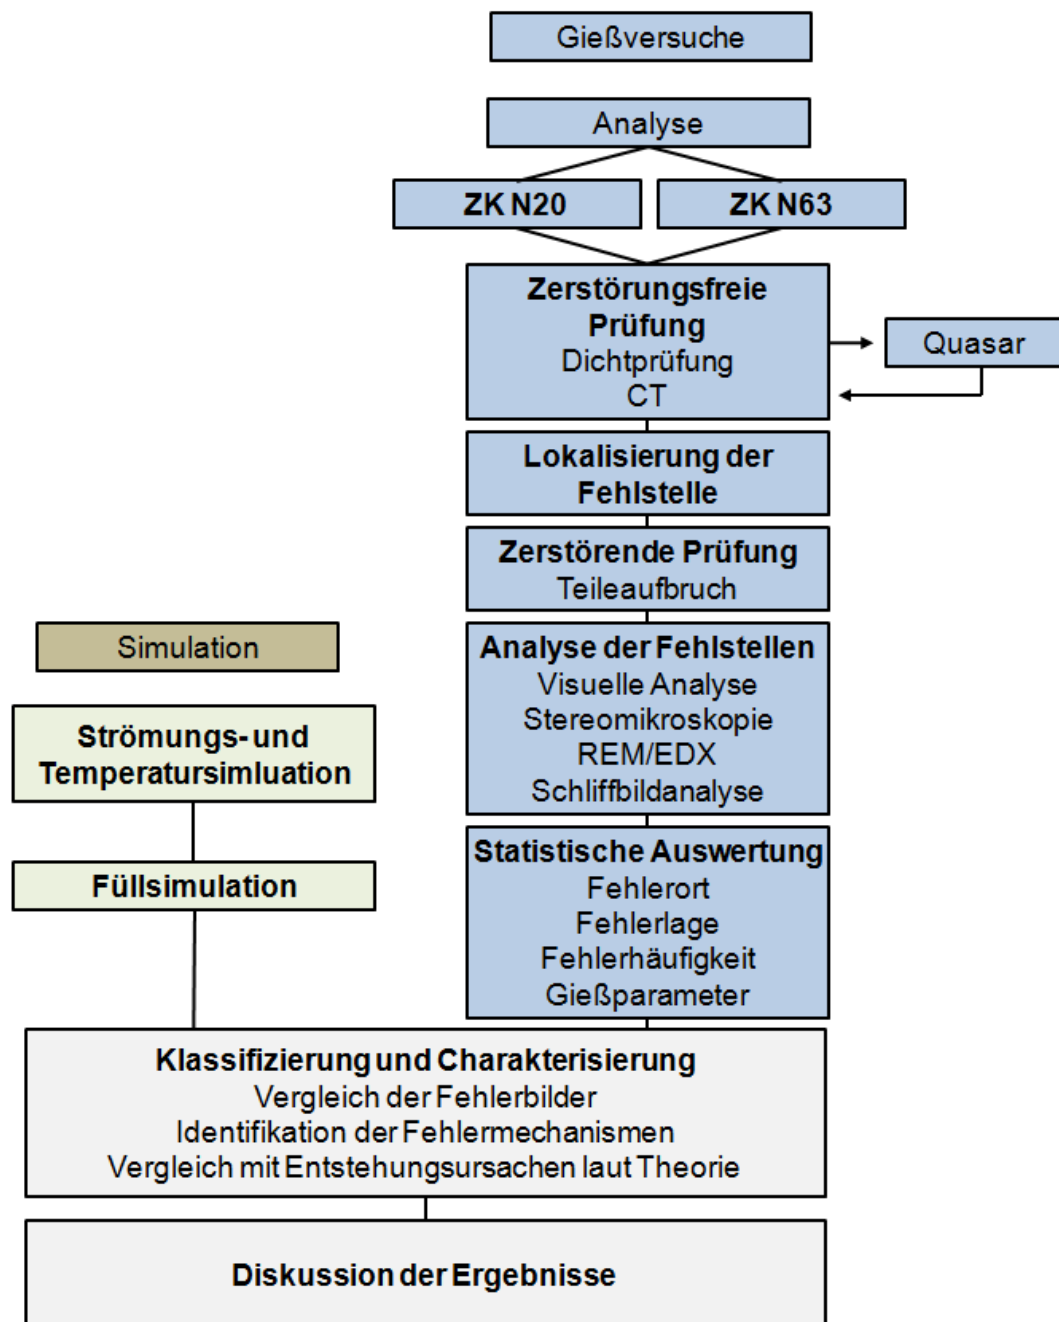 Gießversuche
Analyse
ZK N20
ZK N63
Zerstörungsfreie
Prüfung
Dichtprüfung
CT
Quasar
Lokalisierung der
Fehlstelle
Zerstörende Prüfung
Teileaufbruch
Analyse der Fehlstellen
Visuelle Analyse
Stereomikroskopie
REM/EDX
Schliffbildanalyse
Statistische Auswertung
Fehlerort
Fehlerlage
Fehlerhäufigkeit
Gießparameter
Simulation
Strömungs- und
Temperatursimluation
Füllsimulation
Klassifizierung und Charakterisierung
Vergleich der Fehlerbilder
Identifikation der Fehlermechanismen
Vergleich mit Entstehungsursachen laut Theorie
Diskussion der Ergebnisse